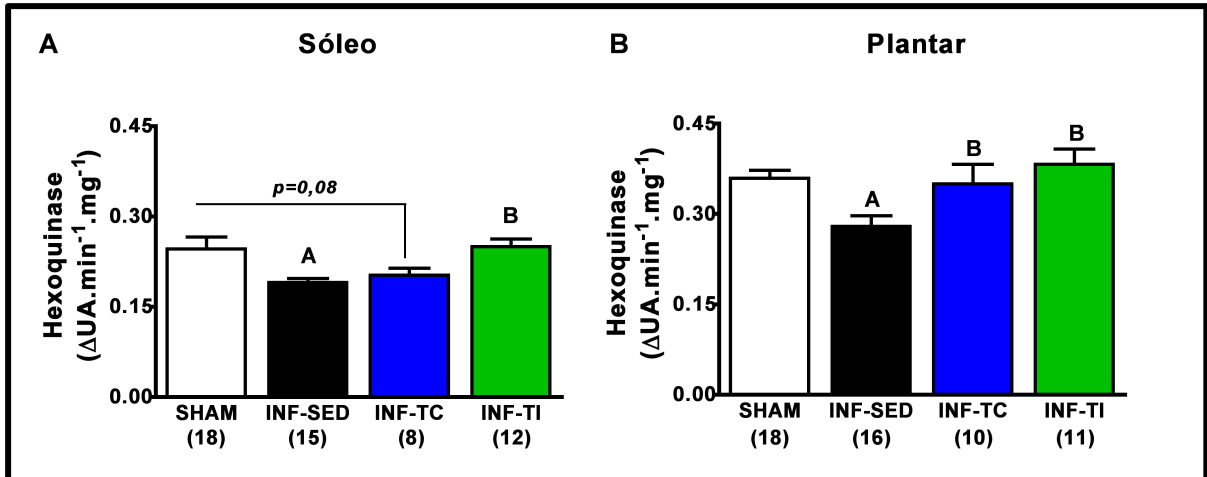 A Sóleo
Hexoquinase
(ΔUA.min⁻¹.mg⁻¹)
0.45
0.30
0.15
0.00
p=0,08
A
B
SHAM INF-SED INF-TC INF-TI
(18) (15) (8) (12)
B Plantar
Hexoquinase
(ΔUA.min⁻¹.mg⁻¹)
0.45
0.30
0.15
0.00
A
B
B
SHAM INF-SED INF-TC INF-TI
(18) (16) (10) (11)